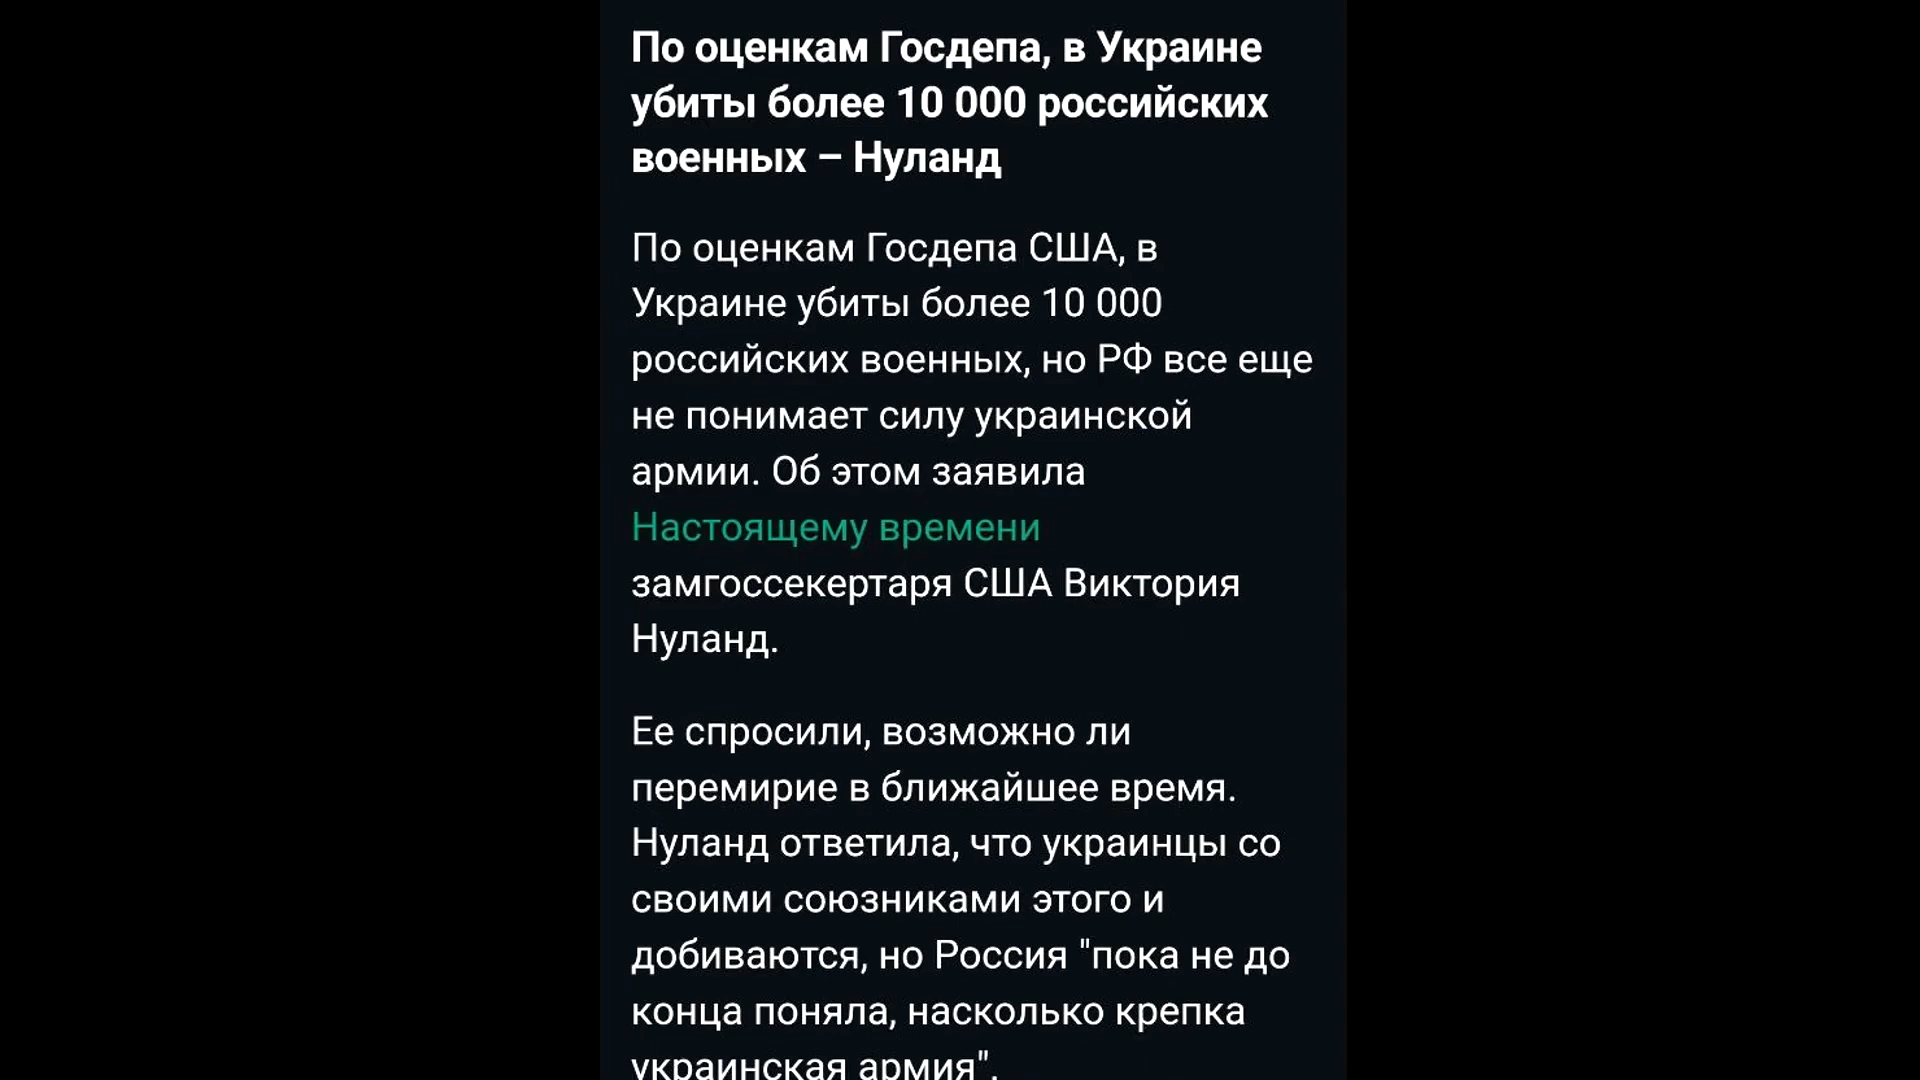 По оценкам Госдепа, в Украине
убиты более 10 000 российских
военных – Нуланд
По оценкам Госдепа США, в
Украине убиты более 10 000
российских военных, но РФ все еще
не понимает силу украинской
армии. Об этом заявила
Настоящему времени
замгоссекертаря США Виктория
Нуланд.
Ее спросили, возможно ли
перемирие в ближайшее время.
Нуланд ответила, что украинцы со
своими союзниками этого и
добиваются, но Россия "пока не до
конца поняла, насколько крепка
украинская армия".